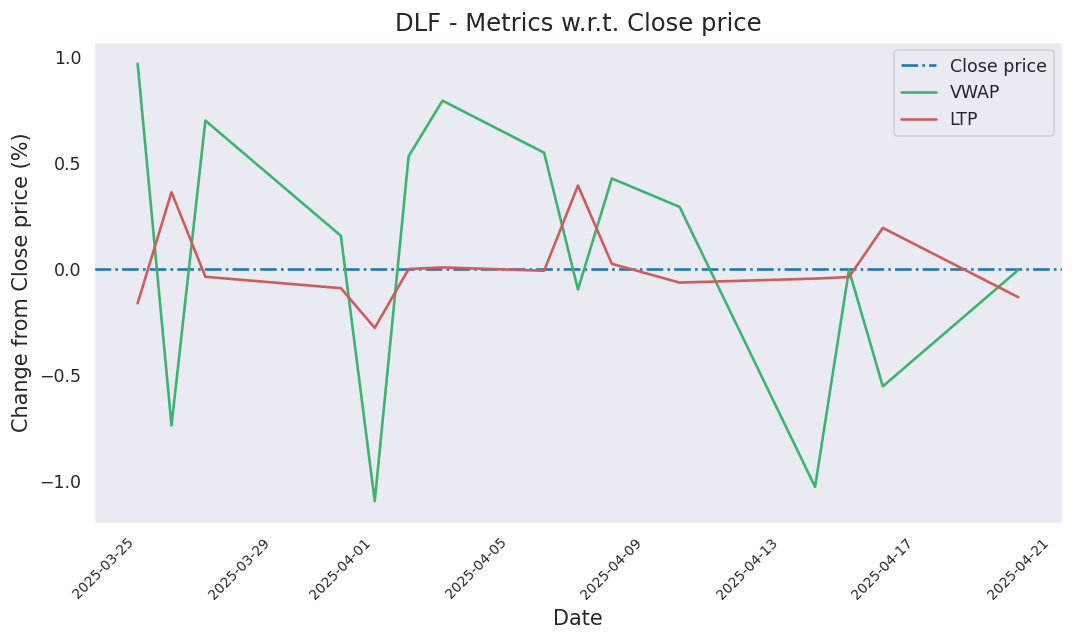 DLF - Metrics w.r.t. Close price
Change from Close price (%)
1.0
0.5
0.0
−0.5
−1.0
Close price
VWAP
LTP
2025-03-25
2025-03-29
2025-04-01
2025-04-05
2025-04-09
2025-04-13
2025-04-17
2025-04-21
Date